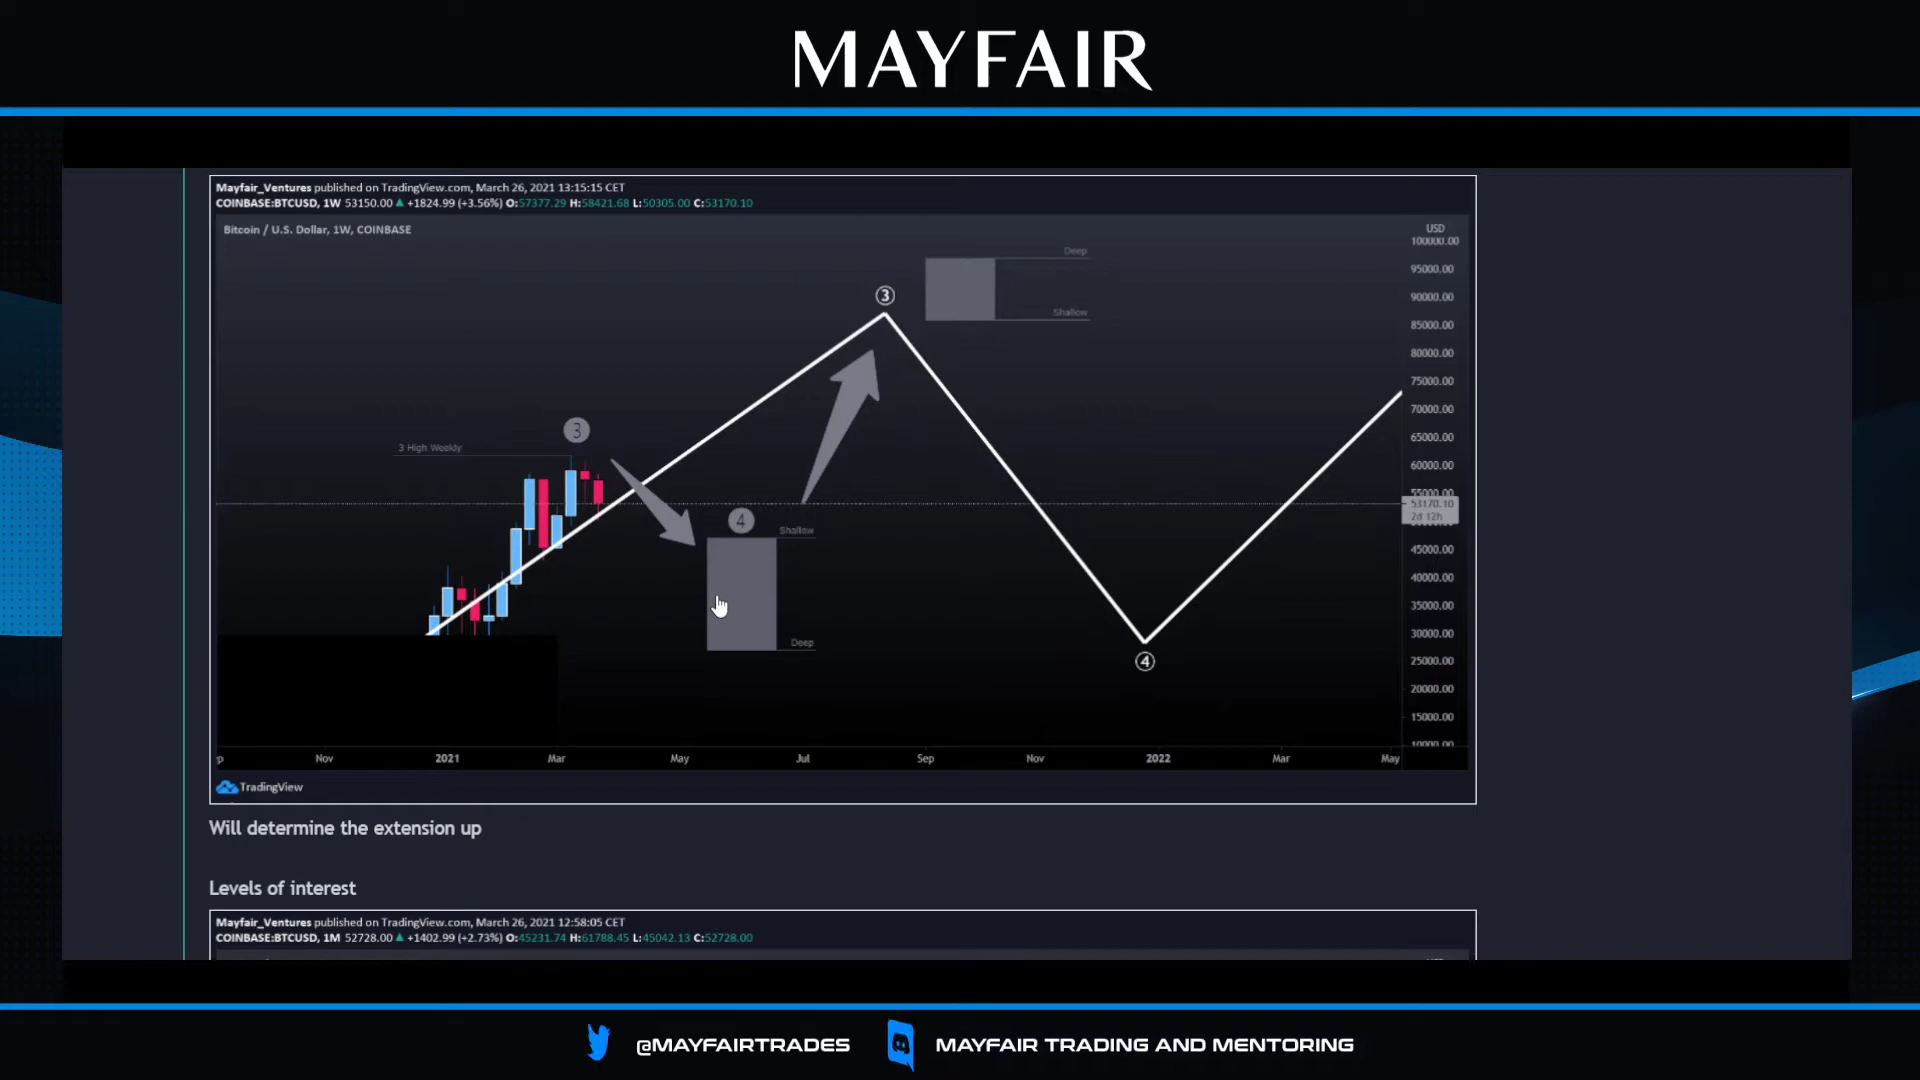 MAYFAIR
Mayfair_Ventures published on TradingView.com, March 26, 2021 13:15:15 CET
COINBASE:BTCUSD, 1W 53150.00 ▲ +1824.99 (+3.56%) O:57377.29 H:58421.68 L:50305.00 C:53170.10
Bitcoin / U.S. Dollar, 1W, COINBASE
USD
100000.00
Deep
95000.00
3
90000.00
Shallow
85000.00
80000.00
75000.00
70000.00
3
65000.00
3 High Weekly
60000.00
55000.00
53170.10
2d 12h
4
Shallow
45000.00
40000.00
35000.00
30000.00
Deep
4
25000.00
20000.00
15000.00
10000.00
Nov 2021 Mar May Jul Sep Nov 2022 Mar May
TradingView
Will determine the extension up
Levels of interest
Mayfair_Ventures published on TradingView.com, March 26, 2021 12:58:05 CET
COINBASE:BTCUSD, 1M 52728.00 ▲ +1402.99 (+2.73%) O:45231.74 H:61788.45 L:45042.13 C:52728.00
@MAYFAIRTRADES MAYFAIR TRADING AND MENTORING